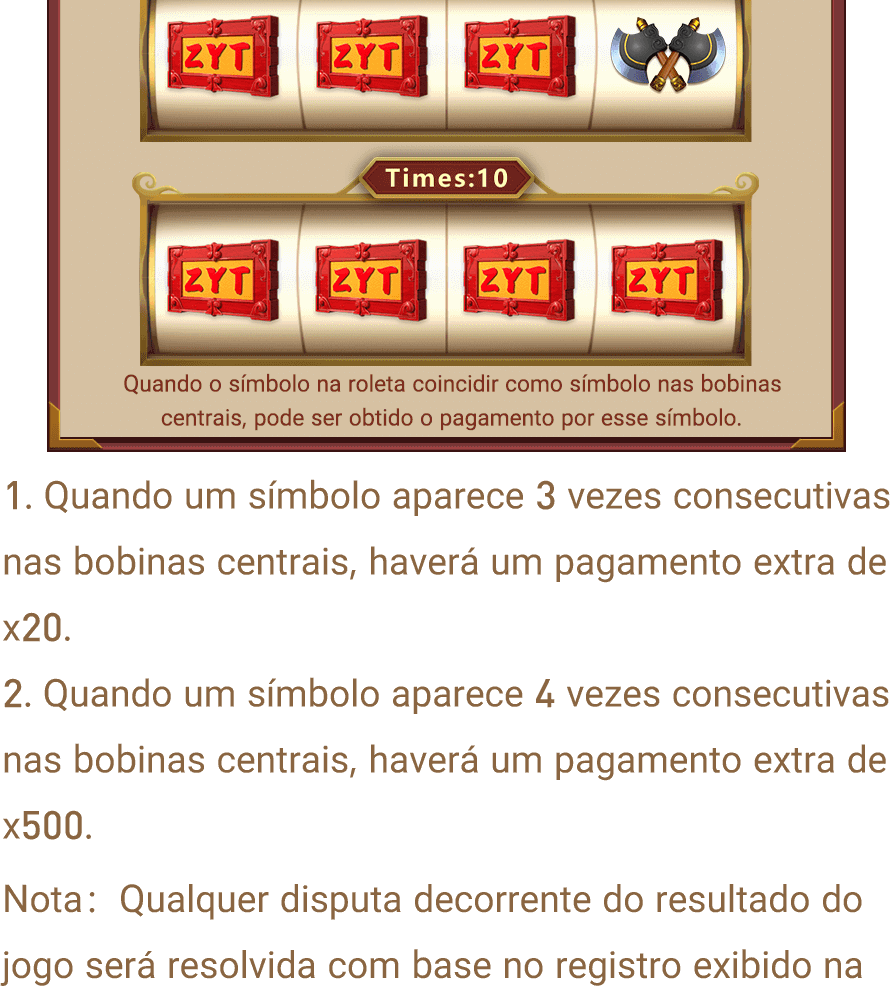 ZYT ZYT ZYT
Times:10
ZYT ZYT ZYT ZYT
Quando o símbolo na roleta coincidir como símbolo nas bobinas
centrais, pode ser obtido o pagamento por esse símbolo.
1. Quando um símbolo aparece 3 vezes consecutivas
nas bobinas centrais, haverá um pagamento extra de
x20.
2. Quando um símbolo aparece 4 vezes consecutivas
nas bobinas centrais, haverá um pagamento extra de
x500.
Nota： Qualquer disputa decorrente do resultado do
jogo será resolvida com base no registro exibido na